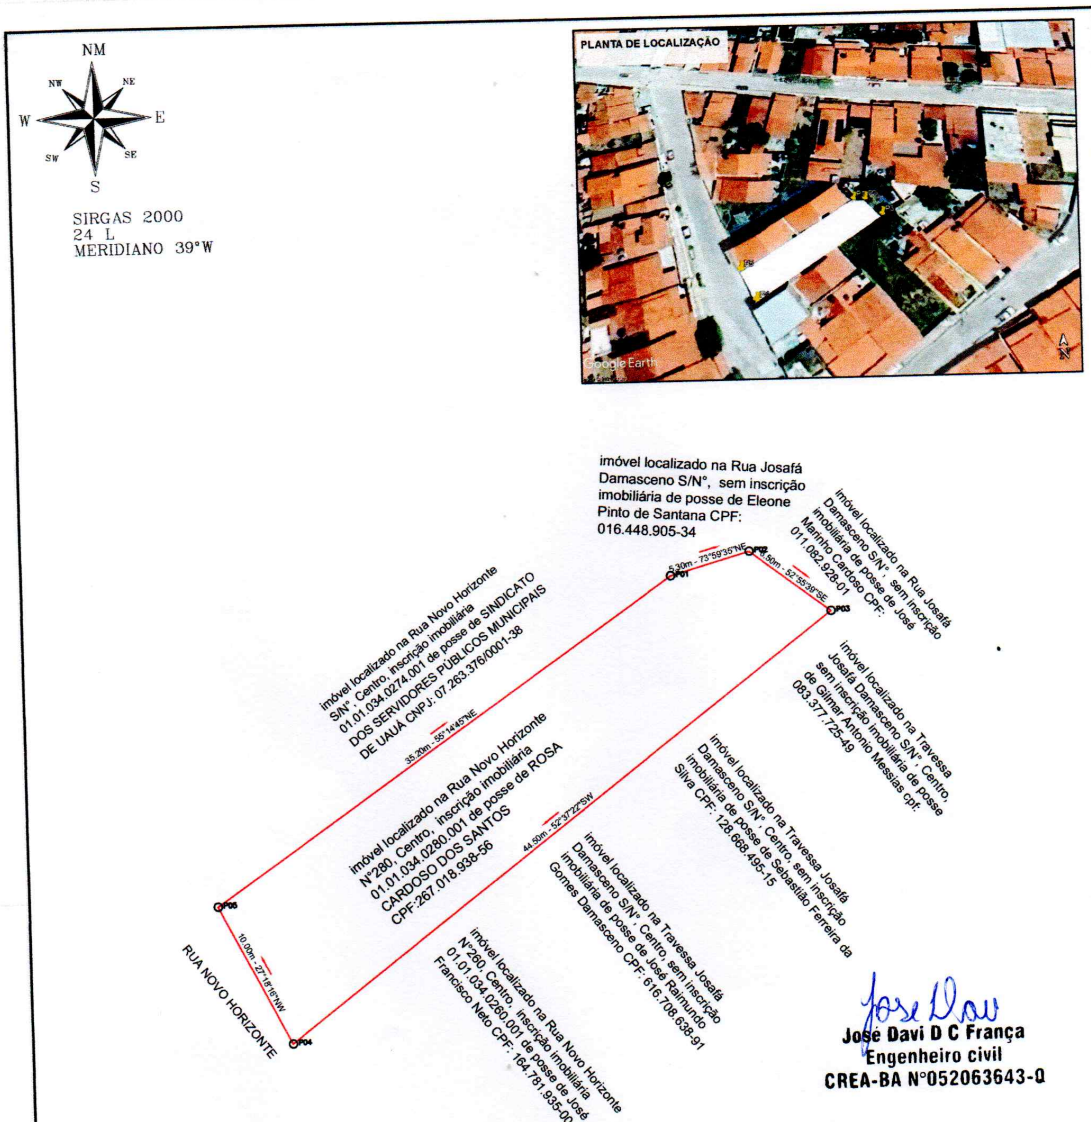 NM
NW
NE
W
E
SW
SE
S
SIRGAS 2000
24 L
MERIDIANO 39°W
PLANTA DE LOCALIZAÇÃO
Google Earth
N
imóvel localizado na Rua Josafá
Damasceno S/N°, sem inscrição
imobiliária de posse de Eleone
Pinto de Santana CPF:
016.448.905-34
imóvel localizado na Rua Josafá
Damasceno S/N°, sem inscrição
imobiliária de posse de José
Marinho Cardoso CPF:
011.082.928-01
5.30m - 73°59'35"NE
P02
6.50m - 52°55'39"SE
P01
P03
imóvel localizado na Rua Novo Horizonte
S/N°, Centro, inscrição imobiliária
01.01.034.0274.001 de posse de SINDICATO
DOS SERVIDORES PÚBLICOS MUNICIPAIS
DE UAUÁ CNPJ: 07.263.376/0001-38
35.20m - 55°14'45"NE
imóvel localizado na Travessa
Josafá Damasceno S/N°, Centro,
sem inscrição imobiliária de posse
de Gilmar Antonio Messias cpf:
083.377.725-49
imóvel localizado na Rua Novo Horizonte
N°280, Centro, inscrição imobiliária
01.01.034.0280.001 de posse de ROSA
CARDOSO DOS SANTOS
CPF:267.018.938-56
44.50m - 52°37'22"SW
imóvel localizado na Travessa Josafá
Damasceno S/N°, Centro, sem inscrição
imobiliária de posse de Sebastião Ferreira da
Silva CPF: 128.668.495-15
imóvel localizado na Travessa Josafá
Damasceno S/N°, Centro, sem inscrição
imobiliária de posse de José Raimundo
Gomes Damasceno CPF: 616.708.638-91
P05
10.00m - 27°18'16"NW
RUA NOVO HORIZONTE
P04
imóvel localizado na Rua Novo Horizonte
N°260, Centro, inscrição imobiliária
01.01.034.0260.001 de posse de José
Francisco Neto CPF: 164.781.935-00
José Davi
José Davi D C França
Engenheiro civil
CREA-BA N°052063643-Q